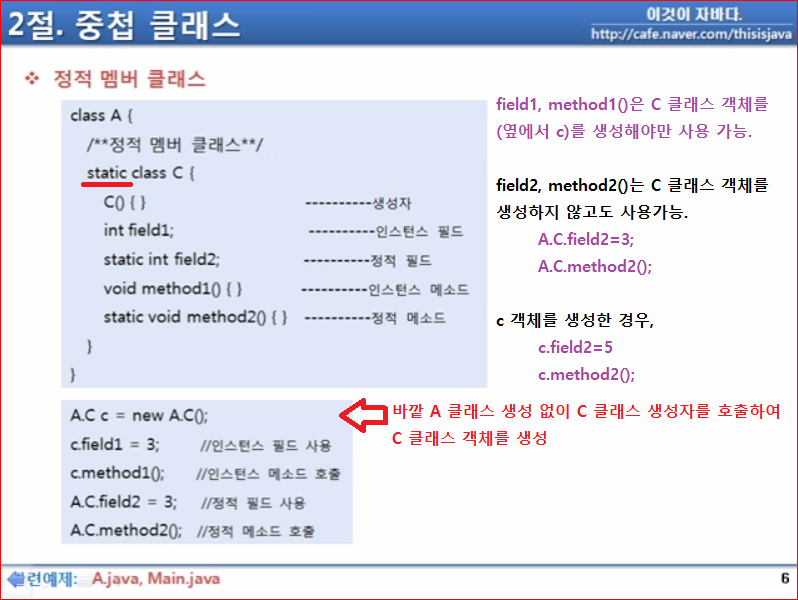 2절. 중첩 클래스
이것이 자바다.
http://cafe.naver.com/thisisjava
❖ 정적 멤버 클래스
class A {
/**정적 멤버 클래스**/
static class C {
C() { } ----------생성자
int field1; ----------인스턴스 필드
static int field2; ----------정적 필드
void method1() { } ----------인스턴스 메소드
static void method2() { } ----------정적 메소드
}
}
field1, method1()은 C 클래스 객체를
(옆에서 c)를 생성해야만 사용 가능.
field2, method2()는 C 클래스 객체를
생성하지 않고도 사용가능.
A.C.field2=3;
A.C.method2();
c 객체를 생성한 경우,
c.field2=5
c.method2();
A.C c = new A.C();
c.field1 = 3; //인스턴스 필드 사용
c.method1(); //인스턴스 메소드 호출
A.C.field2 = 3; //정적 필드 사용
A.C.method2(); //정적 메소드 호출
바깥 A 클래스 생성 없이 C 클래스 생성자를 호출하여
C 클래스 객체를 생성
련예제: A.java, Main.java
6